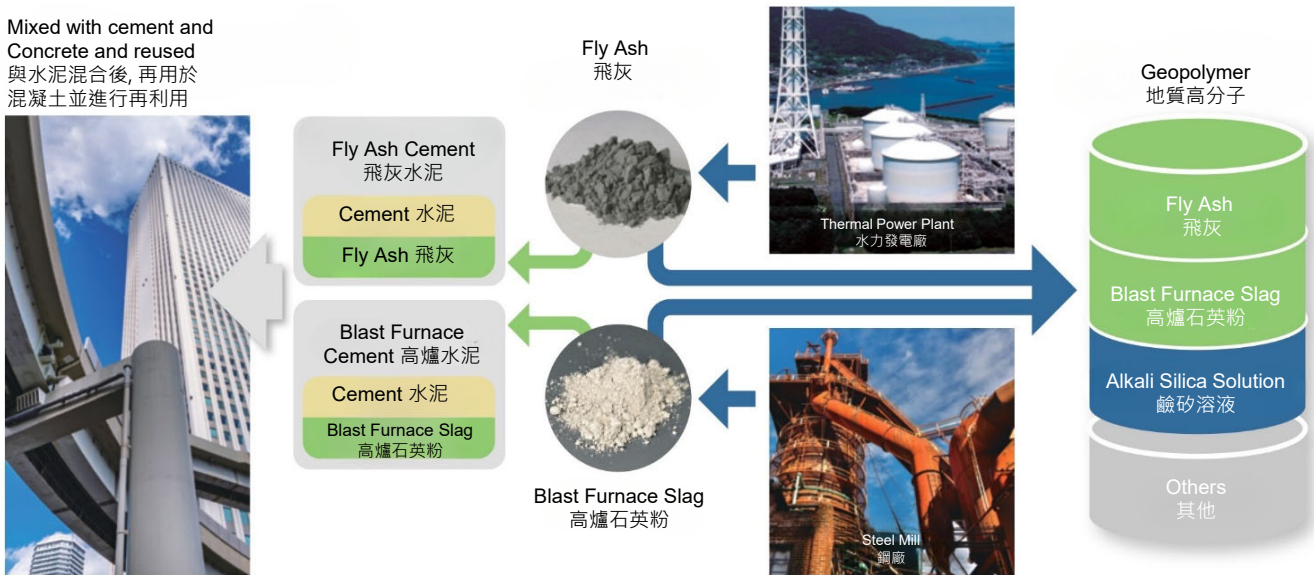 Mixed with cement and
Concrete and reused
與水泥混合後, 再用於
混凝土並進行再利用
Fly Ash Cement
飛灰水泥
Cement 水泥
Fly Ash 飛灰
Blast Furnace
Cement 高爐水泥
Cement 水泥
Blast Furnace Slag
高爐石英粉
Fly Ash
飛灰
Blast Furnace Slag
高爐石英粉
Thermal Power Plant
水力發電廠
Steel Mill
鋼廠
Geopolymer
地質高分子
Fly Ash
飛灰
Blast Furnace Slag
高爐石英粉
Alkali Silica Solution
鹼矽溶液
Others
其他